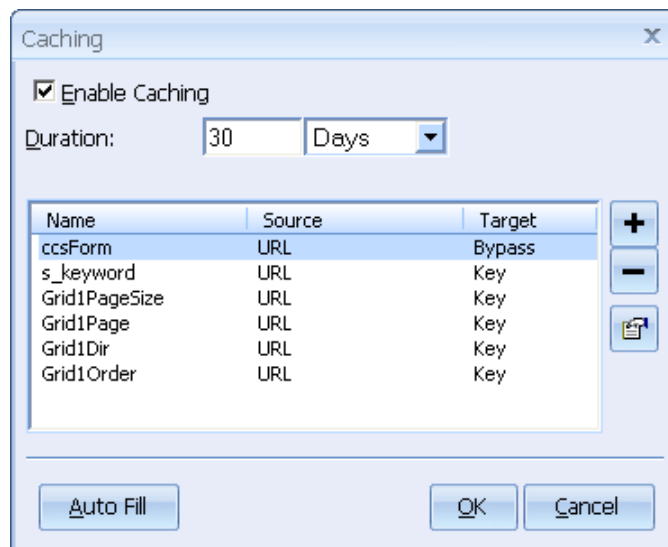 Caching
Enable Caching
Duration: 30 Days
Name Source Target
ccsForm URL Bypass
s_keyword URL Key
Grid1PageSize URL Key
Grid1Page URL Key
Grid1Dir URL Key
Grid1Order URL Key
Auto Fill OK Cancel